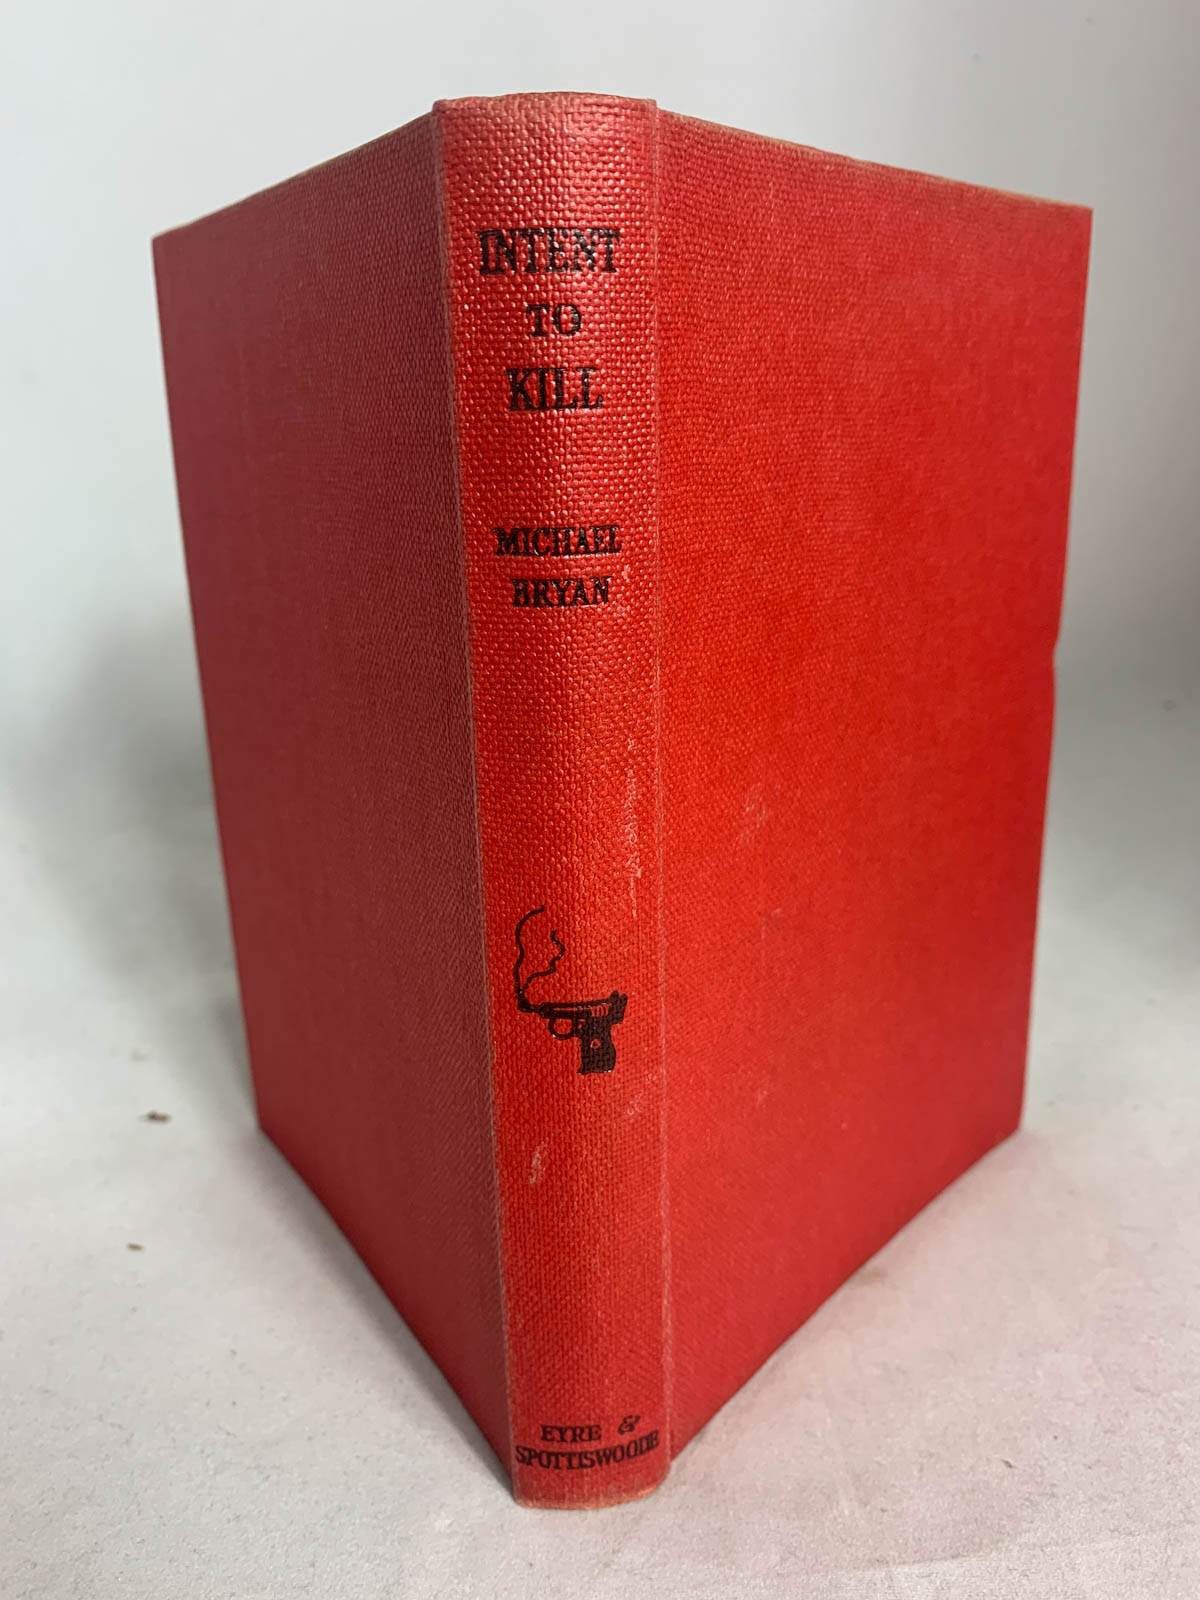 INTENT
TO
KILL
MICHAEL
BRYAN
EYRE &
SPOTTISWOODE